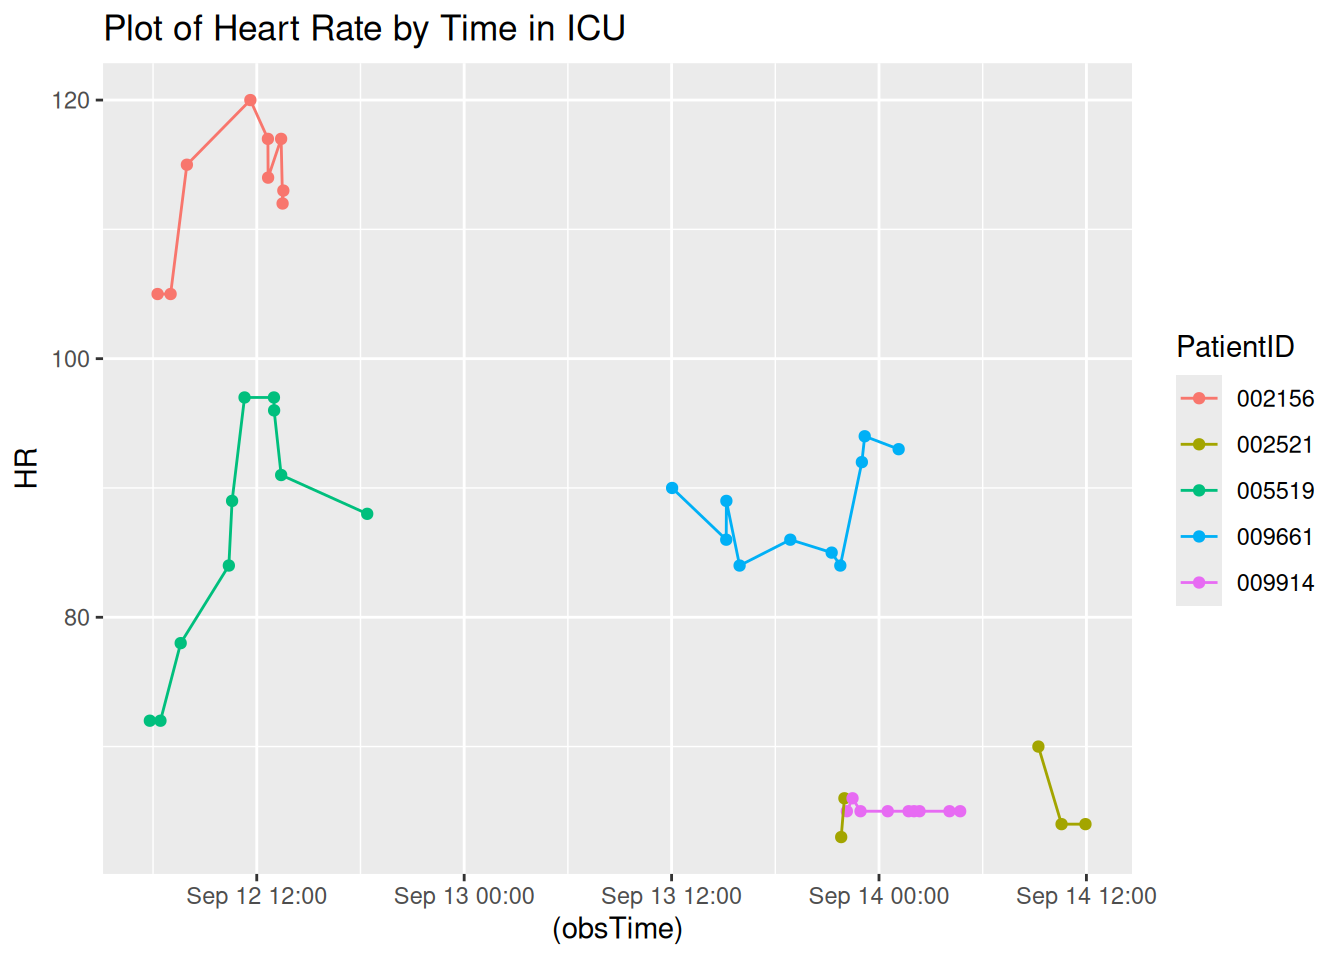 Plot of Heart Rate by Time in ICU
120
100
80
HR
Sep 12 12:00 Sep 13 00:00 Sep 13 12:00 Sep 14 00:00 Sep 14 12:00
(obsTime)
PatientID
002156
002521
005519
009661
009914